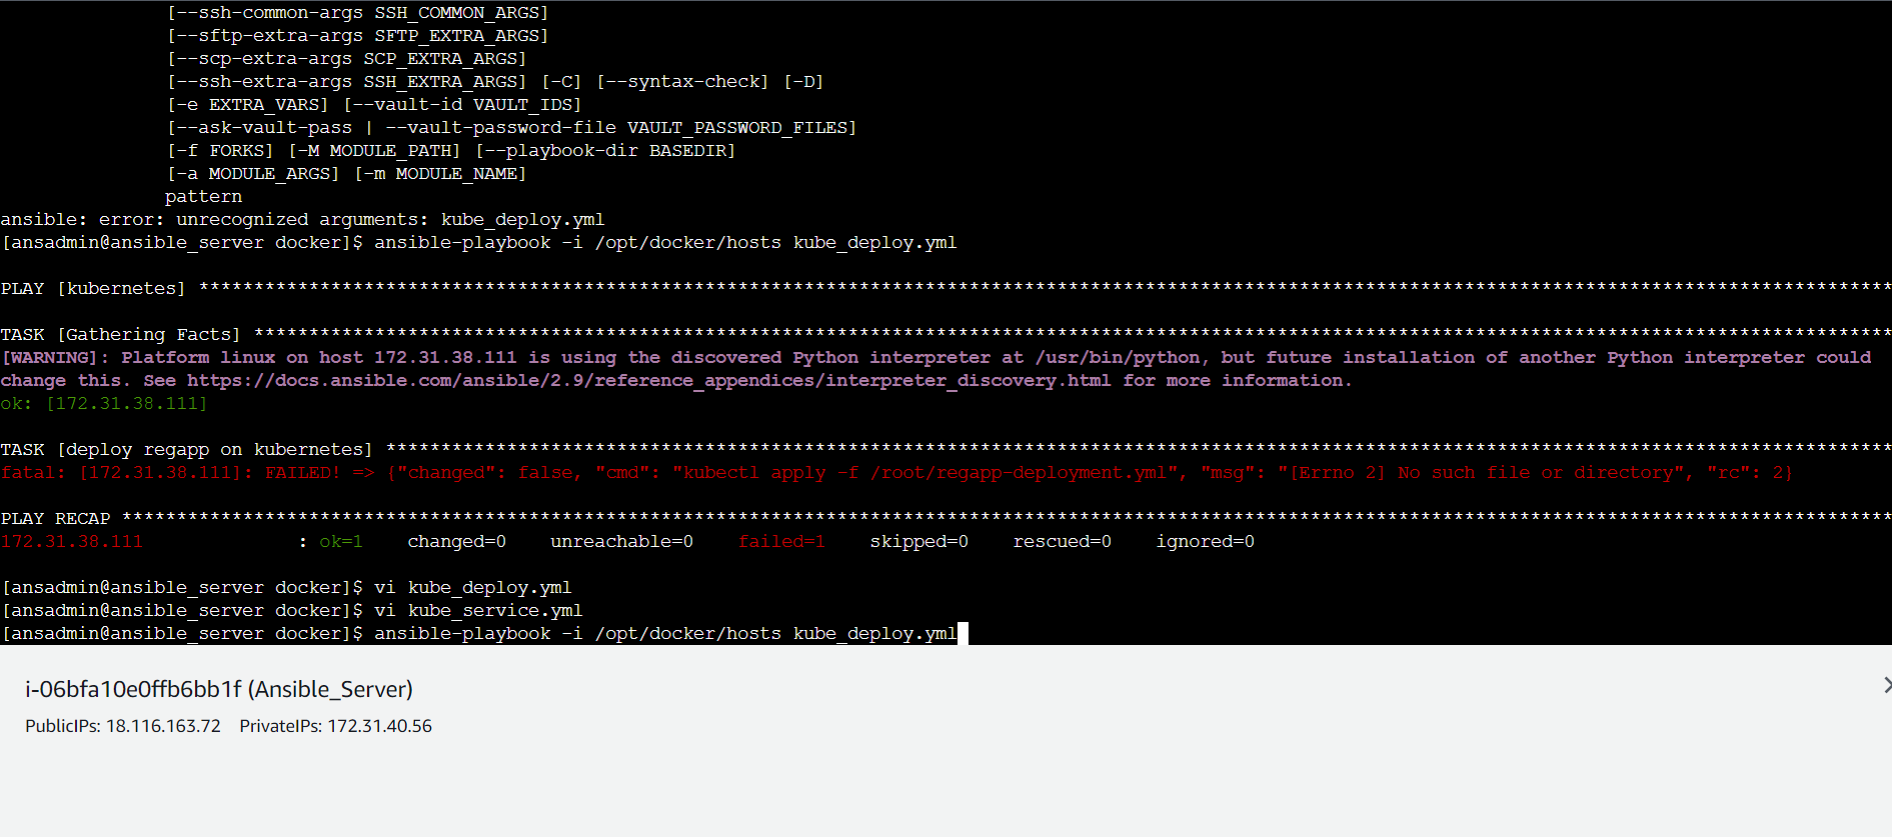 [--ssh-common-args SSH_COMMON_ARGS]
[--sftp-extra-args SFTP_EXTRA_ARGS]
[--scp-extra-args SCP_EXTRA_ARGS]
[--ssh-extra-args SSH_EXTRA_ARGS] [-C] [--syntax-check] [-D]
[-e EXTRA_VARS] [--vault-id VAULT_IDS]
[--ask-vault-pass | --vault-password-file VAULT_PASSWORD_FILES]
[-f FORKS] [-M MODULE_PATH] [--playbook-dir BASEDIR]
[-a MODULE_ARGS] [-m MODULE_NAME]
pattern
ansible: error: unrecognized arguments: kube_deploy.yml
[ansadmin@ansible_server docker]$ ansible-playbook -i /opt/docker/hosts kube_deploy.yml
PLAY [kubernetes] **********************************************************************************************************************************************************
TASK [Gathering Facts] *****************************************************************************************************************************************************
[WARNING]: Platform linux on host 172.31.38.111 is using the discovered Python interpreter at /usr/bin/python, but future installation of another Python interpreter could
change this. See https://docs.ansible.com/ansible/2.9/reference_appendices/interpreter_discovery.html for more information.
ok: [172.31.38.111]
TASK [deploy regapp on kubernetes] *****************************************************************************************************************************************
fatal: [172.31.38.111]: FAILED! => {"changed": false, "cmd": "kubectl apply -f /root/regapp-deployment.yml", "msg": "[Errno 2] No such file or directory", "rc": 2}
PLAY RECAP *****************************************************************************************************************************************************************
172.31.38.111 : ok=1 changed=0 unreachable=0 failed=1 skipped=0 rescued=0 ignored=0
[ansadmin@ansible_server docker]$ vi kube_deploy.yml
[ansadmin@ansible_server docker]$ vi kube_service.yml
[ansadmin@ansible_server docker]$ ansible-playbook -i /opt/docker/hosts kube_deploy.yml
i-06bfa10e0ffb6bb1f (Ansible_Server)
PublicIPs: 18.116.163.72 PrivateIPs: 172.31.40.56